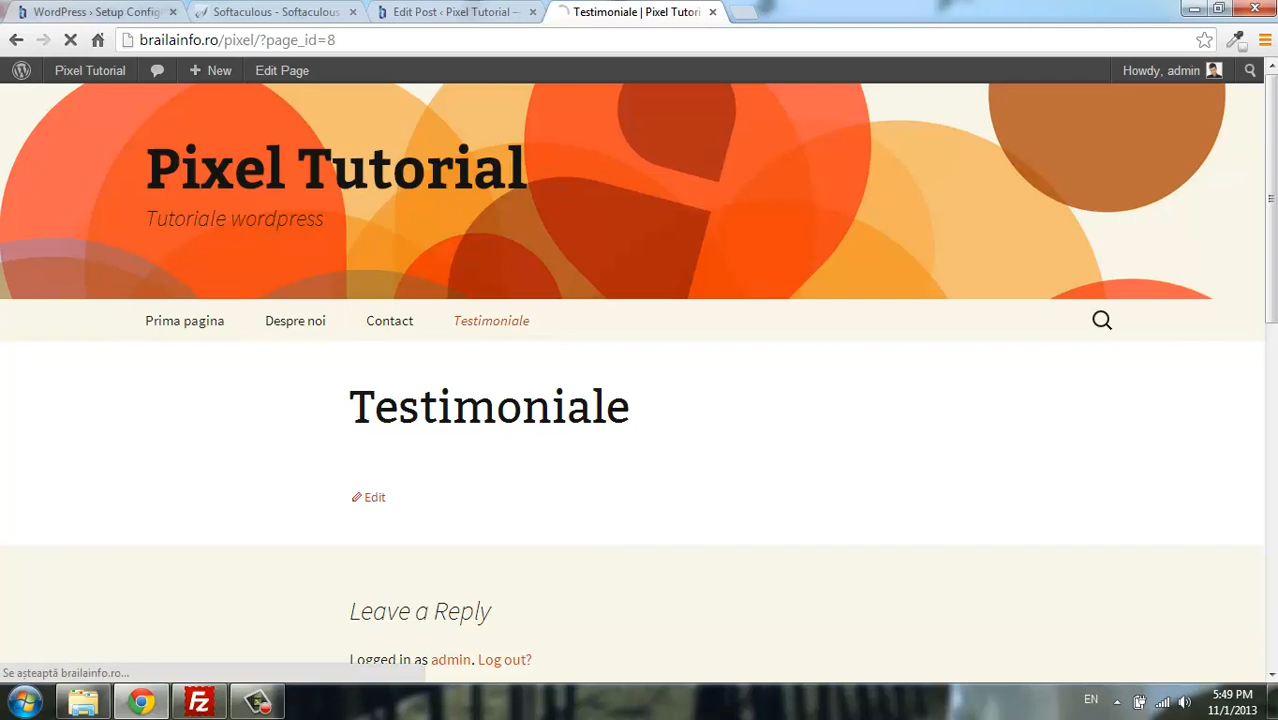 WordPress › Setup Config
Softaculous - Softaculous
Edit Post ‹ Pixel Tutorial —
Testimoniale | Pixel Tutori
brailainfo.ro/pixel/?page_id=8
Pixel Tutorial
New
Edit Page
Howdy, admin
Pixel Tutorial
Tutoriale wordpress
Prima pagina
Despre noi
Contact
Testimoniale
Testimoniale
Edit
Leave a Reply
Logged in as admin. Log out?
Se așteaptă brailainfo.ro...
Fz
EN
5:49 PM
11/1/2013